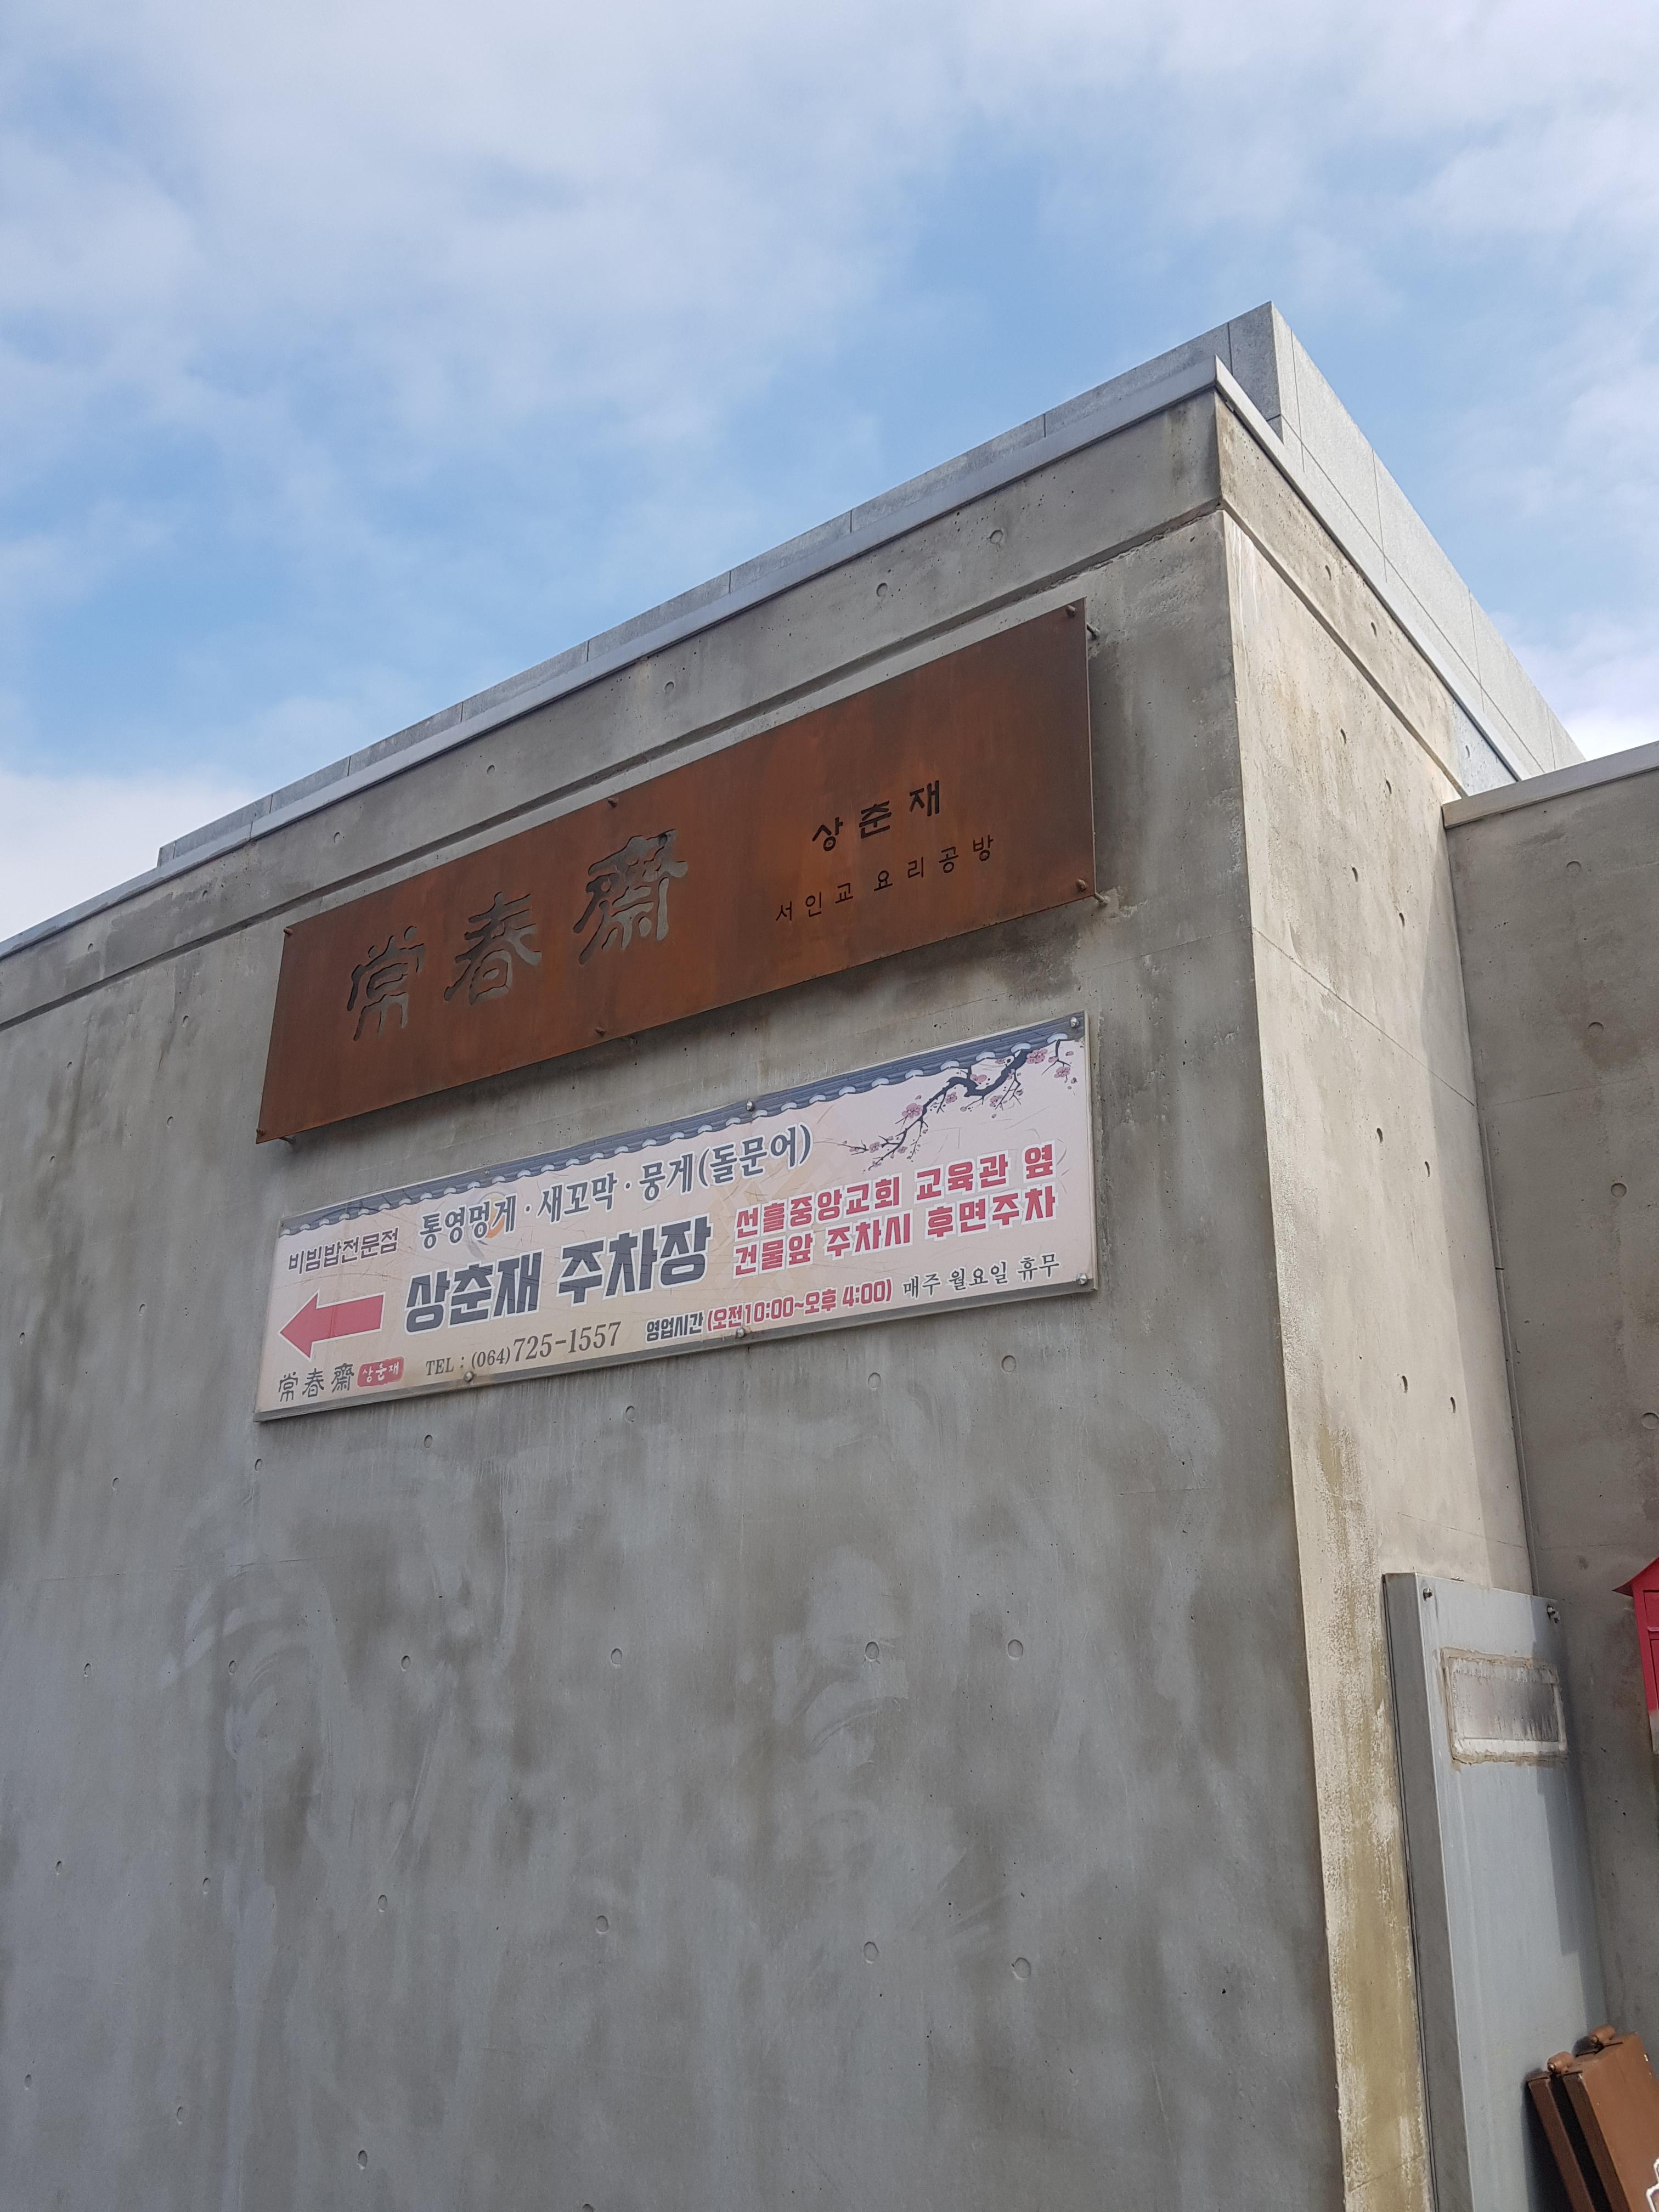 常春齋
상춘재
서인교 요리공방
비빔밥전문점
통영멍게·새꼬막·뭉게(돌문어)
상춘재 주차장
선흘중앙교회 교육관 옆
건물앞 주차시 후면주차
常春齋 상춘재
TEL : (064)725-1557
영업시간 (오전10:00~오후 4:00) 매주 월요일 휴무